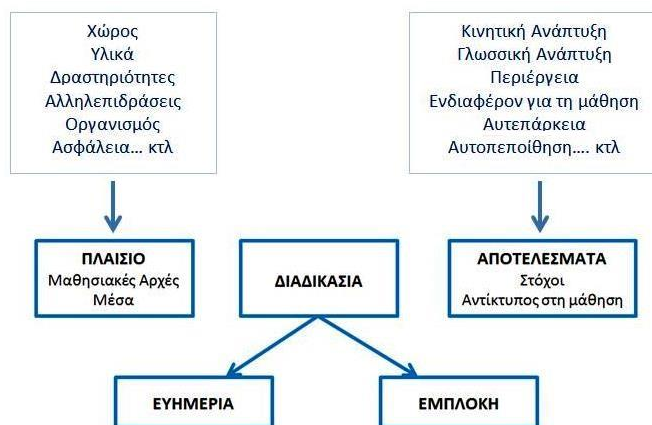 Χώρος
Υλικά
Δραστηριότητες
Αλληλεπιδράσεις
Οργανισμός
Ασφάλεια... κτλ
Κινητική Ανάπτυξη
Γλωσσική Ανάπτυξη
Περιέργεια
Ενδιαφέρον για τη μάθηση
Αυτεπάρκεια
Αυτοπεποίθηση.... κτλ
ΠΛΑΙΣΙΟ
Μαθησιακές Αρχές
Μέσα
ΔΙΑΔΙΚΑΣΙΑ
ΑΠΟΤΕΛΕΣΜΑΤΑ
Στόχοι
Αντίκτυπος στη μάθηση
ΕΥΗΜΕΡΙΑ
ΕΜΠΛΟΚΗ